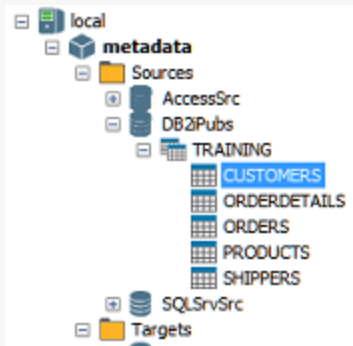 local
metadata
Sources
AccessSrc
DB2iPubs
TRAINING
CUSTOMERS
ORDERDETAILS
ORDERS
PRODUCTS
SHIPPERS
SQLSrvSrc
Targets